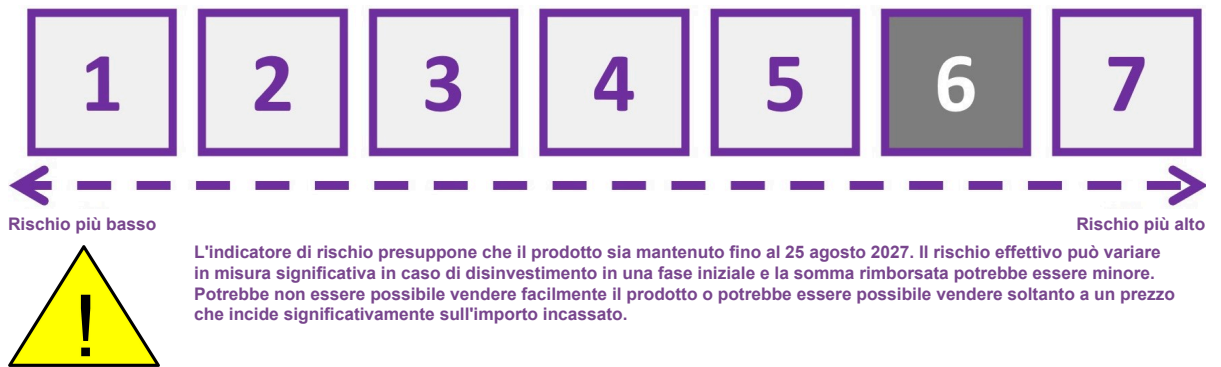 1 2 3 4 5 6 7
Rischio più basso Rischio più alto
!
L'indicatore di rischio presuppone che il prodotto sia mantenuto fino al 25 agosto 2027. Il rischio effettivo può variare
in misura significativa in caso di disinvestimento in una fase iniziale e la somma rimborsata potrebbe essere minore.
Potrebbe non essere possibile vendere facilmente il prodotto o potrebbe essere possibile vendere soltanto a un prezzo
che incide significativamente sull'importo incassato.